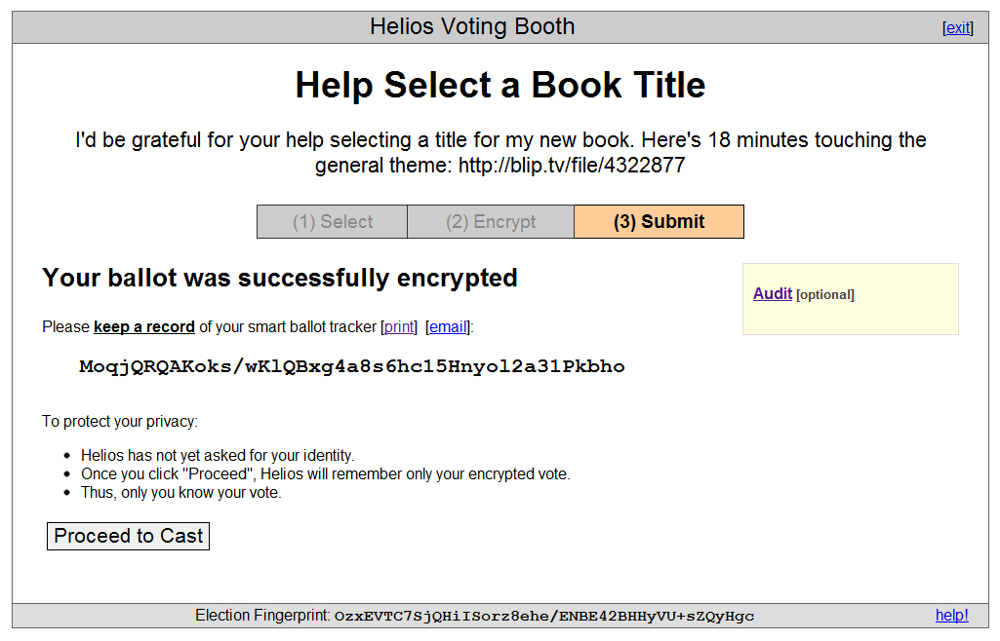 Helios Voting Booth
[exit]
Help Select a Book Title
I'd be grateful for your help selecting a title for my new book. Here's 18 minutes touching the
general theme: http://blip.tv/file/4322877
(1) Select
(2) Encrypt
(3) Submit
Your ballot was successfully encrypted
Audit [optional]
Please keep a record of your smart ballot tracker [print] [email]:
MoqjQRQAKoks/wKlQBxg4a8s6hc15Hnyol2a31Pkbho
To protect your privacy:
• Helios has not yet asked for your identity.
• Once you click "Proceed", Helios will remember only your encrypted vote.
• Thus, only you know your vote.
Proceed to Cast
Election Fingerprint: OzxEVTC7SjQHiISorz8ehe/ENBE42BHHyVU+sZQyHgc
help!